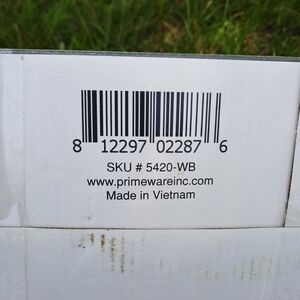 8 12297 02287 6
SKU # 5420-WB
www.primewareinc.com
Made in Vietnam